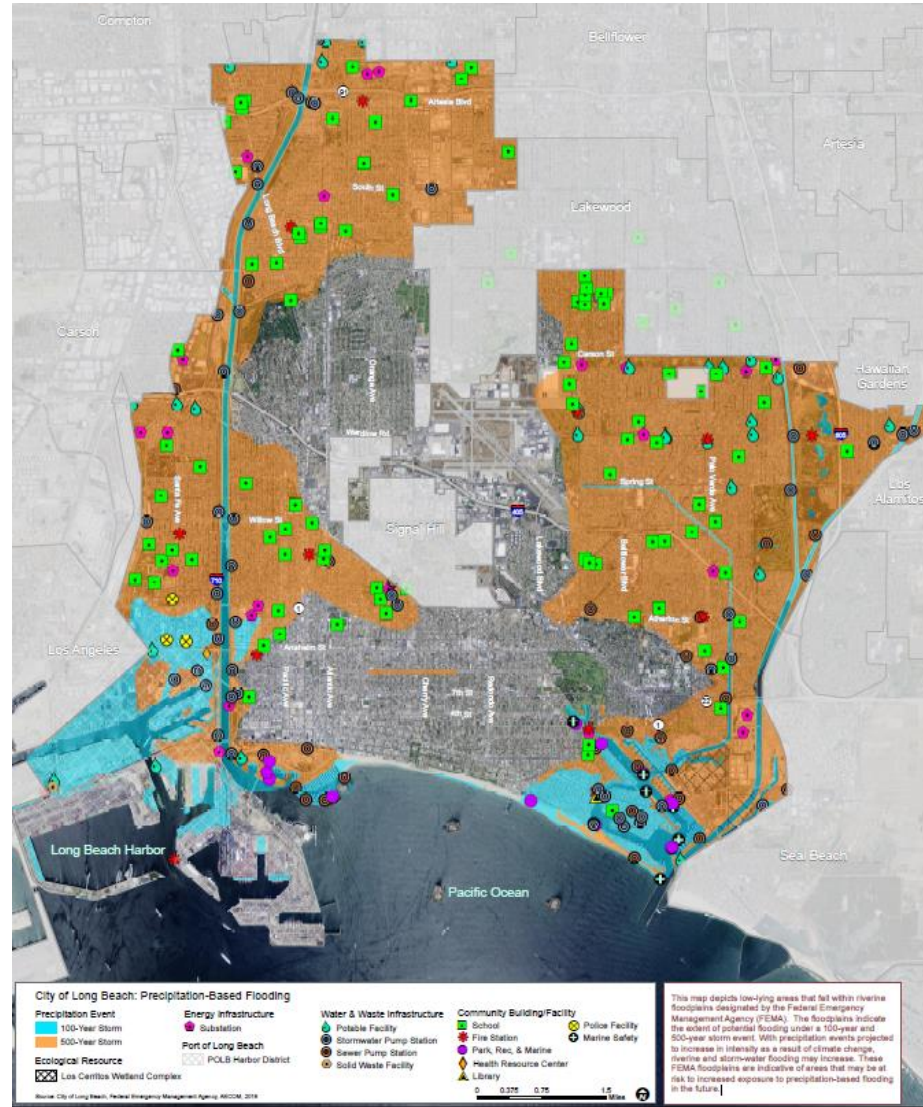 Compton
Bellflower
91
Artesia Blvd
Artesia
South St
Lakewood
Long Beach Blvd
Carson
Carson St
Orange Ave
Hawaiian
Gardens
Wardlow Rd
605
Los
Alamitos
Santa Fe Ave
Spring St
Palo Verde Ave
Signal Hill
405
Willow St
Lakewood Blvd
Bellflower Blvd
710
1
Atherton St
Los Angeles
Anaheim St
Pacific Ave
Atlantic Ave
Cherry Ave
Redondo Ave
7th St
4th St
22
1
Long Beach Harbor
Seal Beach
Pacific Ocean
City of Long Beach: Precipitation-Based Flooding
Precipitation Event
100-Year Storm
500-Year Storm
Ecological Resource
Los Cerritos Wetland Complex
Energy Infrastructure
Substation
Port of Long Beach
POLB Harbor District
Water & Waste Infrastructure
Potable Facility
Stormwater Pump Station
Sewer Pump Station
Solid Waste Facility
Community Building/Facility
School
Fire Station
Park, Rec, & Marine
Health Resource Center
Library
Police Facility
Marine Safety
0 0.375 0.75 1.5
Miles
Source: City of Long Beach, Federal Emergency Management Agency, AECOM, 2019
This map depicts low-lying areas that fall within riverine
floodplains designated by the Federal Emergency
Management Agency (FEMA). The floodplains indicate
the extent of potential flooding under a 100-year and
500-year storm event. With precipitation events projected
to increase in intensity as a result of climate change,
riverine and storm-water flooding may increase. These
FEMA floodplains are indicative of areas that may be at
risk to increased exposure to precipitation-based flooding
in the future.